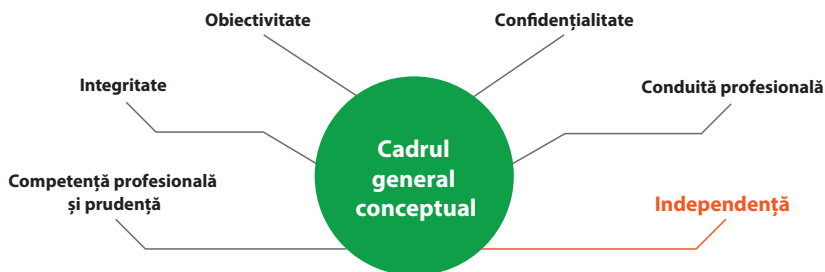 Obiectivitate
Confidențialitate
Integritate
Conduită profesională
Cadrul
general
conceptual
Competență profesională
și prudență
Independență